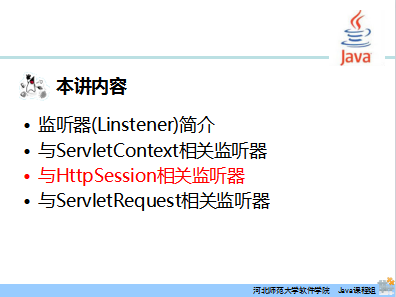 Java
本讲内容
• 监听器(Linstener)简介
• 与ServletContext相关监听器
• 与HttpSession相关监听器
• 与ServletRequest相关监听器
河北师范大学软件学院 Java课程组